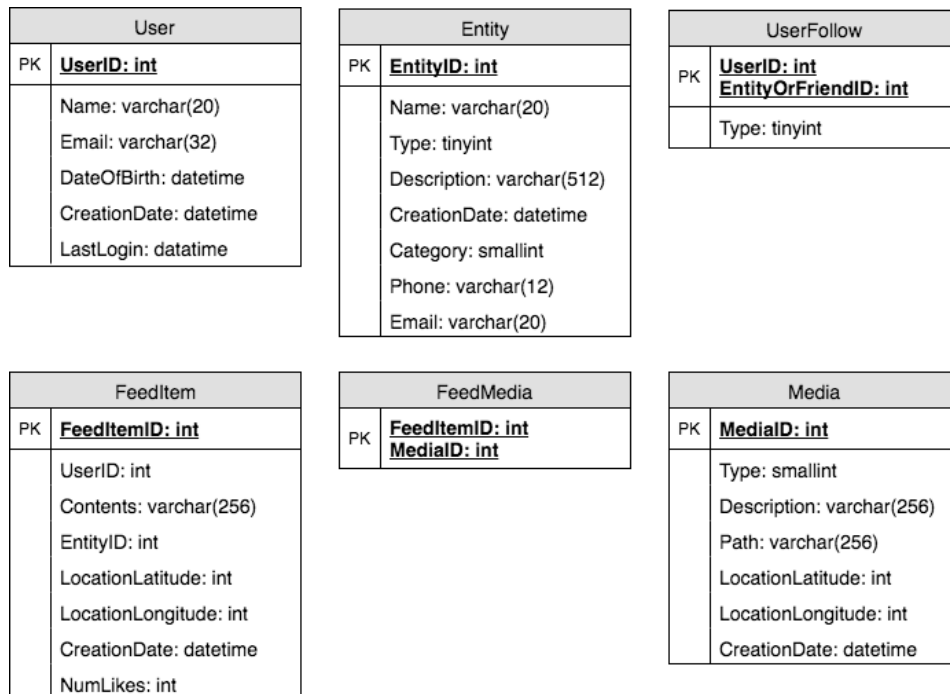 User
PK UserID: int
Name: varchar(20)
Email: varchar(32)
DateOfBirth: datetime
CreationDate: datetime
LastLogin: datatime
Entity
PK EntityID: int
Name: varchar(20)
Type: tinyint
Description: varchar(512)
CreationDate: datetime
Category: smallint
Phone: varchar(12)
Email: varchar(20)
UserFollow
PK UserID: int
EntityOrFriendID: int
Type: tinyint
FeedItem
PK FeedItemID: int
UserID: int
Contents: varchar(256)
EntityID: int
LocationLatitude: int
LocationLongitude: int
CreationDate: datetime
NumLikes: int
FeedMedia
PK FeedItemID: int
MediaID: int
Media
PK MediaID: int
Type: smallint
Description: varchar(256)
Path: varchar(256)
LocationLatitude: int
LocationLongitude: int
CreationDate: datetime